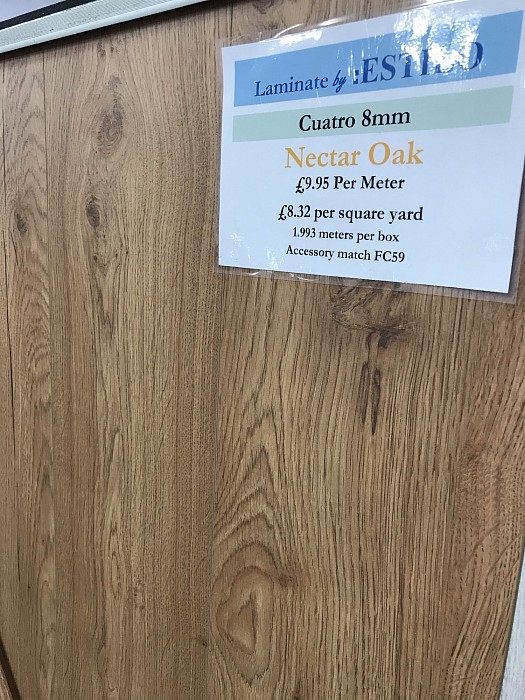 Laminate by :ESTILO
Cuatro 8mm
Nectar Oak
£9.95 Per Meter
£8.32 per square yard
1.993 meters per box
Accessory match FC59